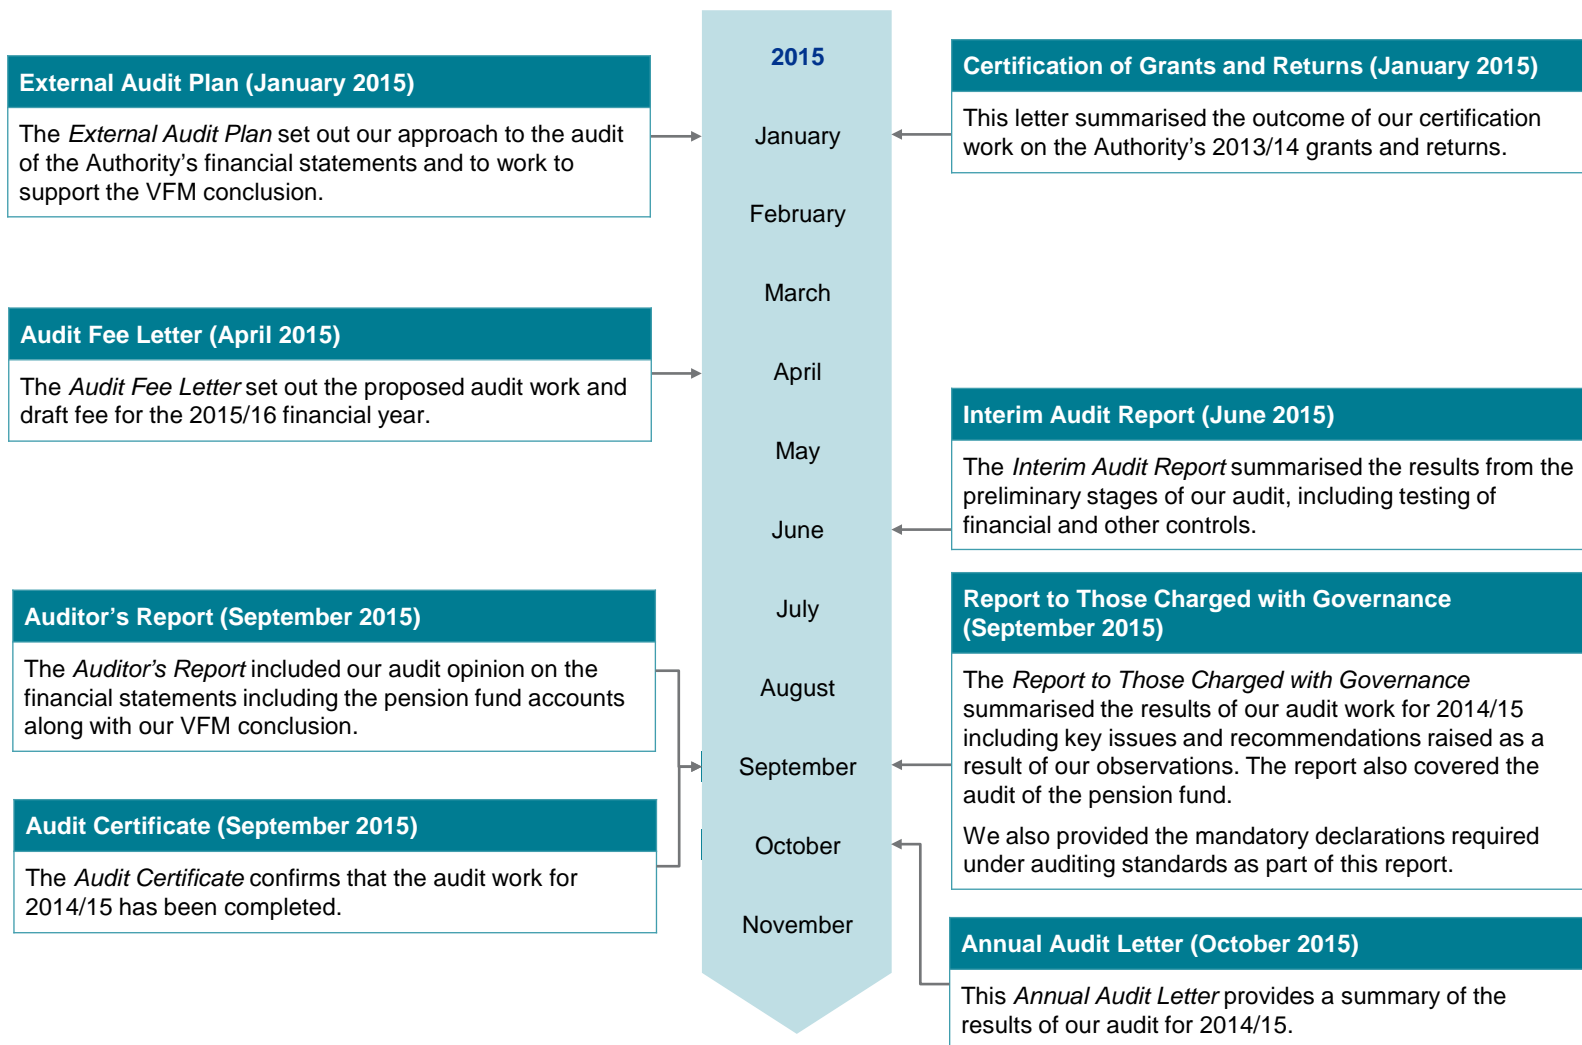 External Audit Plan (January 2015)
The External Audit Plan set out our approach to the audit
of the Authority’s financial statements and to work to
support the VFM conclusion.
Audit Fee Letter (April 2015)
The Audit Fee Letter set out the proposed audit work and
draft fee for the 2015/16 financial year.
Auditor’s Report (September 2015)
The Auditor’s Report included our audit opinion on the
financial statements including the pension fund accounts
along with our VFM conclusion.
Audit Certificate (September 2015)
The Audit Certificate confirms that the audit work for
2014/15 has been completed.
2015
January
February
March
April
May
June
July
August
September
October
November
Certification of Grants and Returns (January 2015)
This letter summarised the outcome of our certification
work on the Authority’s 2013/14 grants and returns.
Interim Audit Report (June 2015)
The Interim Audit Report summarised the results from the
preliminary stages of our audit, including testing of
financial and other controls.
Report to Those Charged with Governance
(September 2015)
The Report to Those Charged with Governance
summarised the results of our audit work for 2014/15
including key issues and recommendations raised as a
result of our observations. The report also covered the
audit of the pension fund.
We also provided the mandatory declarations required
under auditing standards as part of this report.
Annual Audit Letter (October 2015)
This Annual Audit Letter provides a summary of the
results of our audit for 2014/15.